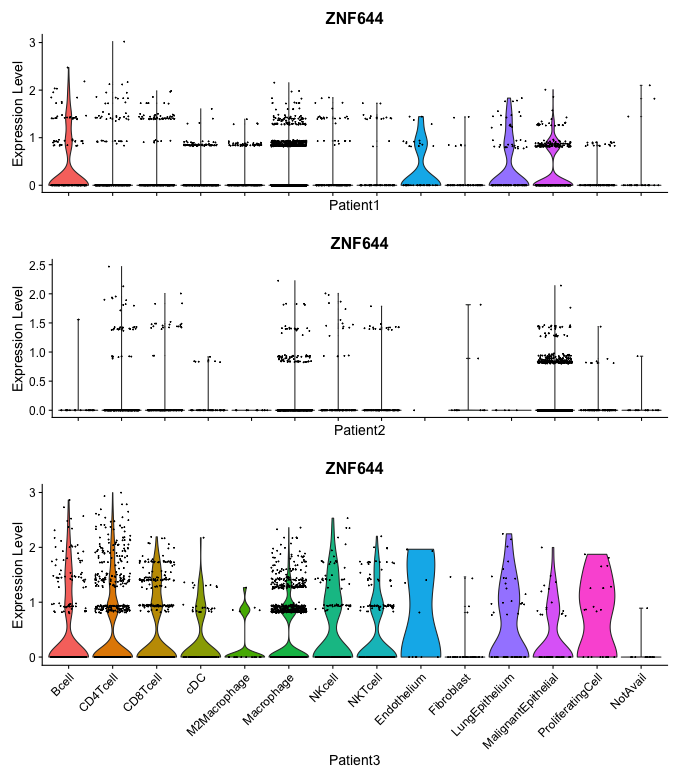 ZNF644
Expression Level
3
2
1
0
Patient1
ZNF644
Expression Level
2.5
2.0
1.5
1.0
0.5
0.0
Patient2
ZNF644
Expression Level
3
2
1
0
Bcell
CD4Tcell
CD8Tcell
cDC
M2Macrophage
Macrophage
NKcell
NKTcell
Endothelium
Fibroblast
LungEpithelium
MalignantEpithelial
ProliferatingCell
NotAvail
Patient3